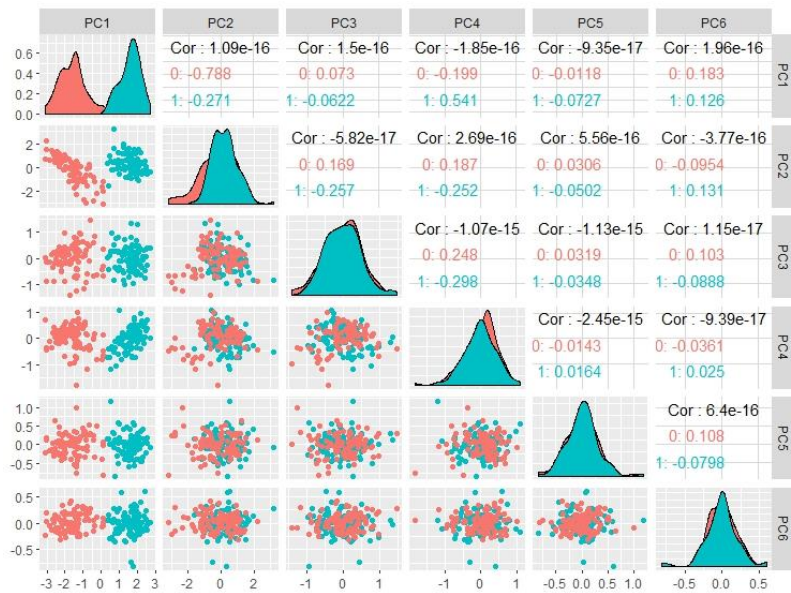 PC1 PC2 PC3 PC4 PC5 PC6
Cor : 1.09e-16 Cor : 1.5e-16 Cor : -1.85e-16 Cor : -9.35e-17 Cor : 1.96e-16
0: -0.788 0: 0.073 0: -0.199 0: -0.0118 0: 0.183
1: -0.271 1: -0.0622 1: 0.541 1: -0.0727 1: 0.126
0.6
0.4
0.2
0.0
PC1
Cor : -5.82e-17 Cor : 2.69e-16 Cor : 5.56e-16 Cor : -3.77e-16
0: 0.169 0: 0.187 0: 0.0306 0: -0.0954
1: -0.257 1: -0.252 1: -0.0502 1: 0.131
2
0
-2
PC2
Cor : -1.07e-15 Cor : -1.13e-15 Cor : 1.15e-17
0: 0.248 0: 0.0319 0: 0.103
1: -0.298 1: -0.0348 1: -0.0888
1
0
-1
PC3
Cor : -2.45e-15 Cor : -9.39e-17
0: -0.0143 0: -0.0361
1: 0.0164 1: 0.025
1
0
-1
PC4
Cor : 6.4e-16
0: 0.108
1: -0.0798
1.0
0.5
0.0
-0.5
PC5
0.5
0.0
-0.5
PC6
-3 -2 -1 0 1 2 3 -2 0 2 -1 0 1 -1 0 1 -0.5 0.0 0.5 1.0 -0.5 0.0 0.5